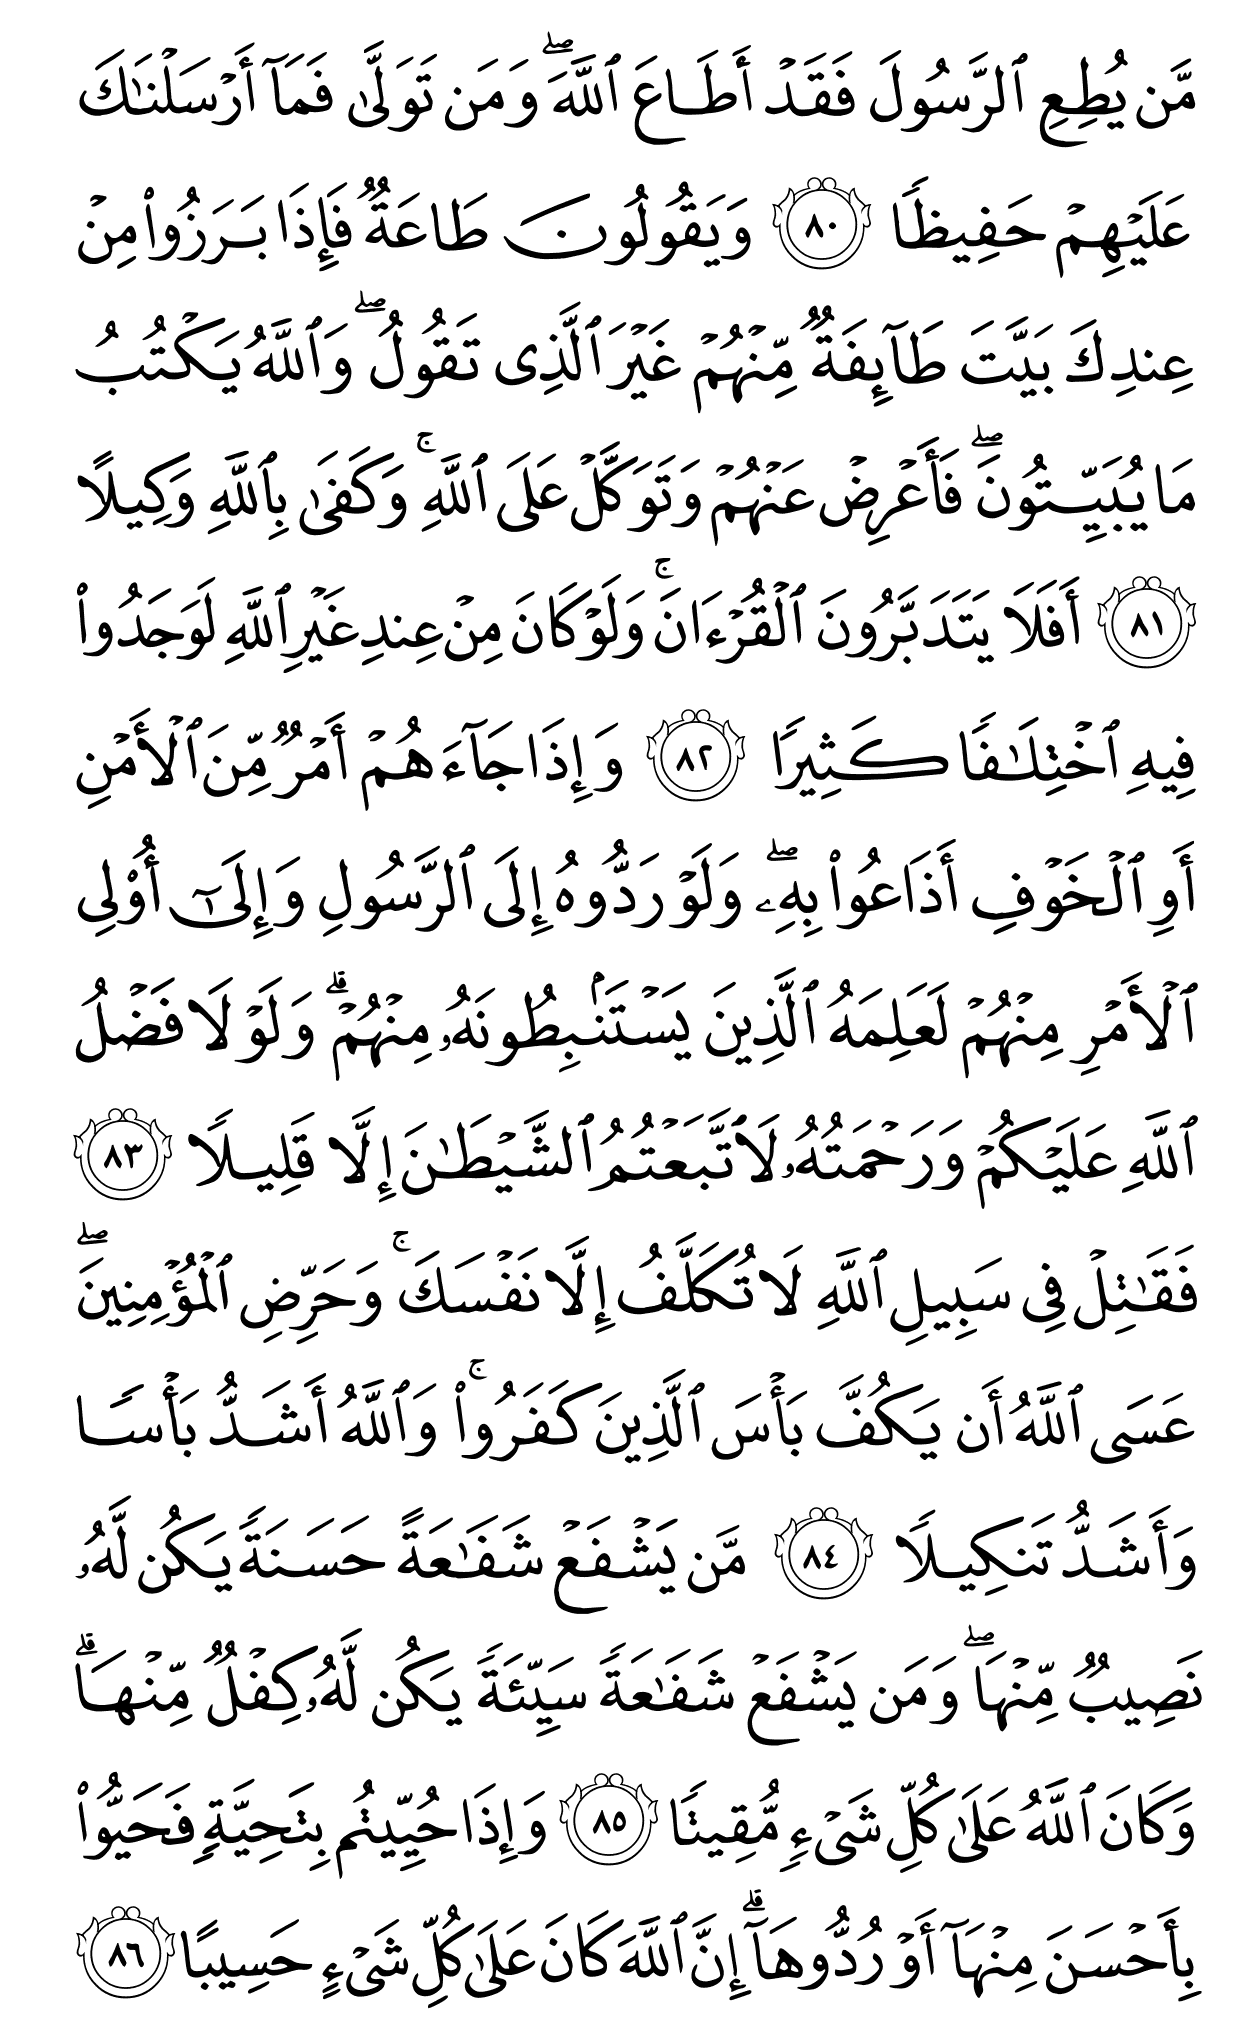 مَّن يُطِعِ ٱلرَّسُولَ فَقَدۡ أَطَاعَ ٱللَّهَۖ وَمَن تَوَلَّىٰ فَمَآ أَرۡسَلۡنَٰكَ
عَلَيۡهِمۡ حَفِيظٗا ٨٠ وَيَقُولُونَ طَاعَةٞ فَإِذَا بَرَزُواْ مِنۡ
عِندِكَ بَيَّتَ طَآئِفَةٞ مِّنۡهُمۡ غَيۡرَ ٱلَّذِى تَقُولُۖ وَٱللَّهُ يَكۡتُبُ
مَا يُبَيِّتُونَۖ فَأَعۡرِضۡ عَنۡهُمۡ وَتَوَكَّلۡ عَلَى ٱللَّهِۚ وَكَفَىٰ بِٱللَّهِ وَكِيلًا
٨١ أَفَلَا يَتَدَبَّرُونَ ٱلۡقُرۡءَانَۚ وَلَوۡ كَانَ مِنۡ عِندِ غَيۡرِ ٱللَّهِ لَوَجَدُواْ
فِيهِ ٱخۡتِلَٰفٗا كَثِيرٗا ٨٢ وَإِذَا جَآءَهُمۡ أَمۡرٞ مِّنَ ٱلۡأَمۡنِ
أَوِ ٱلۡخَوۡفِ أَذَاعُواْ بِهِۦۖ وَلَوۡ رَدُّوهُ إِلَى ٱلرَّسُولِ وَإِلَىٰٓ أُوْلِى
ٱلۡأَمۡرِ مِنۡهُمۡ لَعَلِمَهُ ٱلَّذِينَ يَسۡتَنۢبِطُونَهُۥ مِنۡهُمۡۗ وَلَوۡلَا فَضۡلُ
ٱللَّهِ عَلَيۡكُمۡ وَرَحۡمَتُهُۥ لَٱتَّبَعۡتُمُ ٱلشَّيۡطَٰنَ إِلَّا قَلِيلٗا ٨٣
فَقَٰتِلۡ فِى سَبِيلِ ٱللَّهِ لَا تُكَلَّفُ إِلَّا نَفۡسَكَۚ وَحَرِّضِ ٱلۡمُؤۡمِنِينَۖ
عَسَى ٱللَّهُ أَن يَكُفَّ بَأۡسَ ٱلَّذِينَ كَفَرُواْۚ وَٱللَّهُ أَشَدُّ بَأۡسٗا
وَأَشَدُّ تَنكِيلٗا ٨٤ مَّن يَشۡفَعۡ شَفَٰعَةً حَسَنَةٗ يَكُن لَّهُۥ
نَصِيبٞ مِّنۡهَاۖ وَمَن يَشۡفَعۡ شَفَٰعَةٗ سَيِّئَةٗ يَكُن لَّهُۥ كِفۡلٞ مِّنۡهَاۗ
وَكَانَ ٱللَّهُ عَلَىٰ كُلِّ شَىۡءٖ مُّقِيتٗا ٨٥ وَإِذَا حُيِّيتُم بِتَحِيَّةٖ فَحَيُّواْ
بِأَحۡسَنَ مِنۡهَآ أَوۡ رُدُّوهَآۗ إِنَّ ٱللَّهَ كَانَ عَلَىٰ كُلِّ شَىۡءٍ حَسِيبًا ٨٦